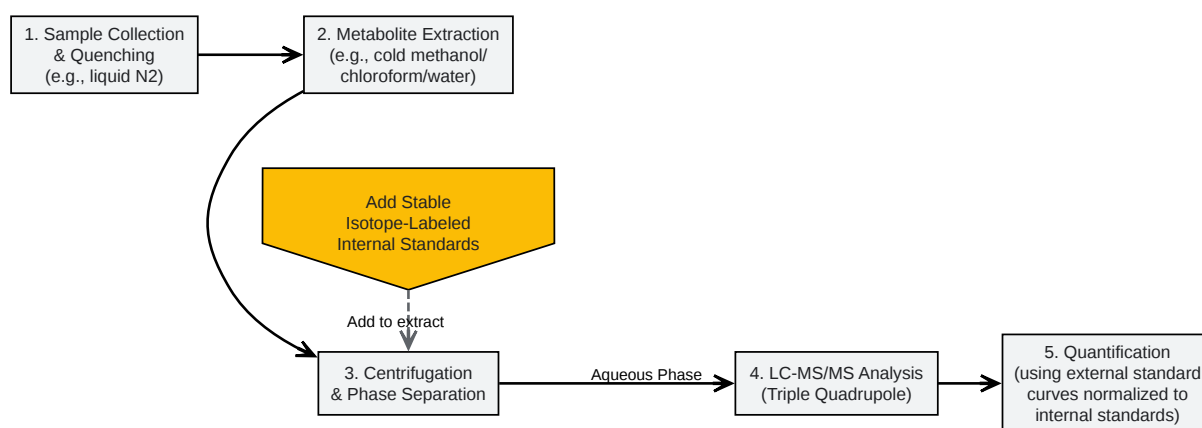 1. Sample Collection
& Quenching
(e.g., liquid N2)
2. Metabolite Extraction
(e.g., cold methanol/
chloroform/water)
Add Stable
Isotope-Labeled
Internal Standards
Add to extract
3. Centrifugation
& Phase Separation
Aqueous Phase
4. LC-MS/MS Analysis
(Triple Quadrupole)
5. Quantification
(using external standard
curves normalized to
internal standards)